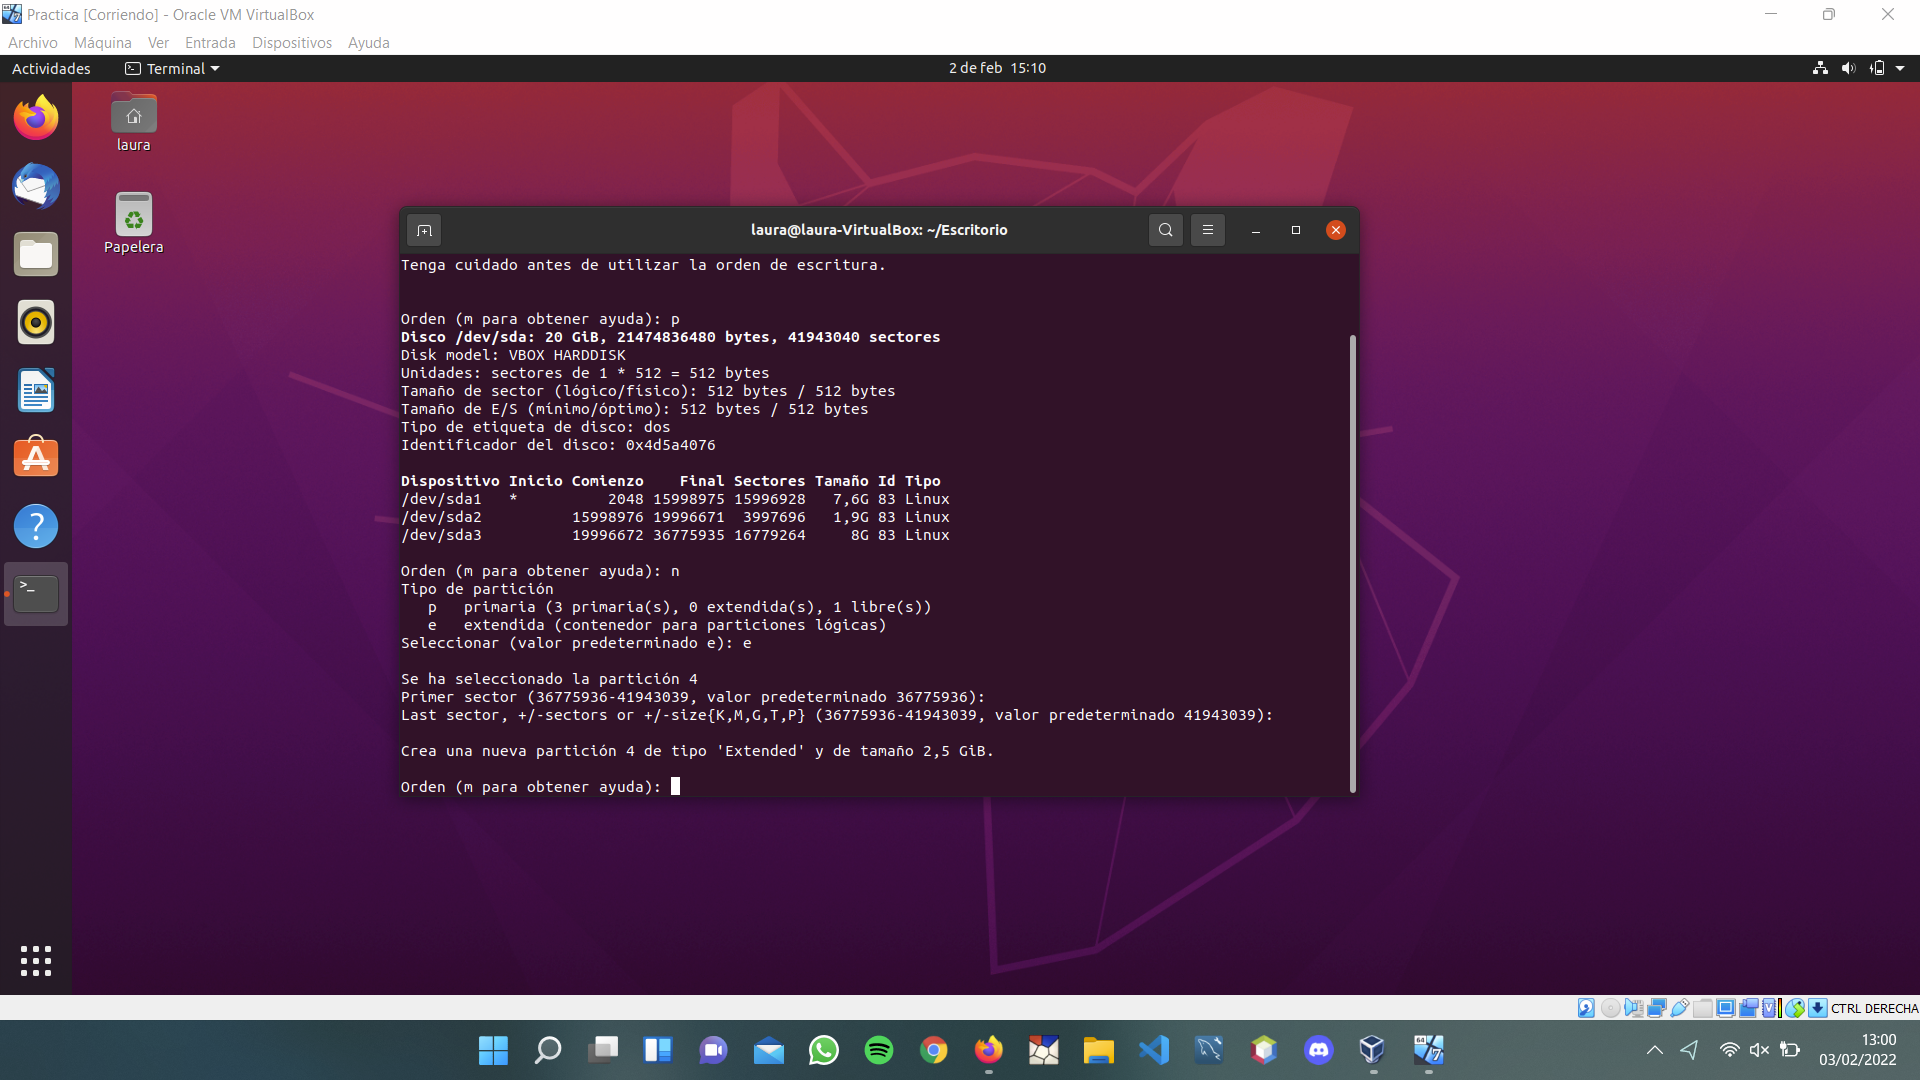 Practica [Corriendo] - Oracle VM VirtualBox
Archivo Máquina Ver Entrada Dispositivos Ayuda
Actividades Terminal 2 de feb 15:10
laura
Papelera
laura@laura-VirtualBox: ~/Escritorio
Tenga cuidado antes de utilizar la orden de escritura.
Orden (m para obtener ayuda): p
Disco /dev/sda: 20 GiB, 21474836480 bytes, 41943040 sectores
Disk model: VBOX HARDDISK
Unidades: sectores de 1 * 512 = 512 bytes
Tamaño de sector (lógico/físico): 512 bytes / 512 bytes
Tamaño de E/S (mínimo/óptimo): 512 bytes / 512 bytes
Tipo de etiqueta de disco: dos
Identificador del disco: 0x4d5a4076
Dispositivo Inicio Comienzo    Final Sectores Tamaño Id Tipo
/dev/sda1   *          2048 15998975 15996928   7,6G 83 Linux
/dev/sda2          15998976 19996671  3997696   1,9G 83 Linux
/dev/sda3          19996672 36775935 16779264     8G 83 Linux
Orden (m para obtener ayuda): n
Tipo de partición
   p   primaria (3 primaria(s), 0 extendida(s), 1 libre(s))
   e   extendida (contenedor para particiones lógicas)
Seleccionar (valor predeterminado e): e
Se ha seleccionado la partición 4
Primer sector (36775936-41943039, valor predeterminado 36775936):
Last sector, +/-sectors or +/-size{K,M,G,T,P} (36775936-41943039, valor predeterminado 41943039):
Crea una nueva partición 4 de tipo 'Extended' y de tamaño 2,5 GiB.
Orden (m para obtener ayuda):
CTRL DERECHA
13:00
03/02/2022